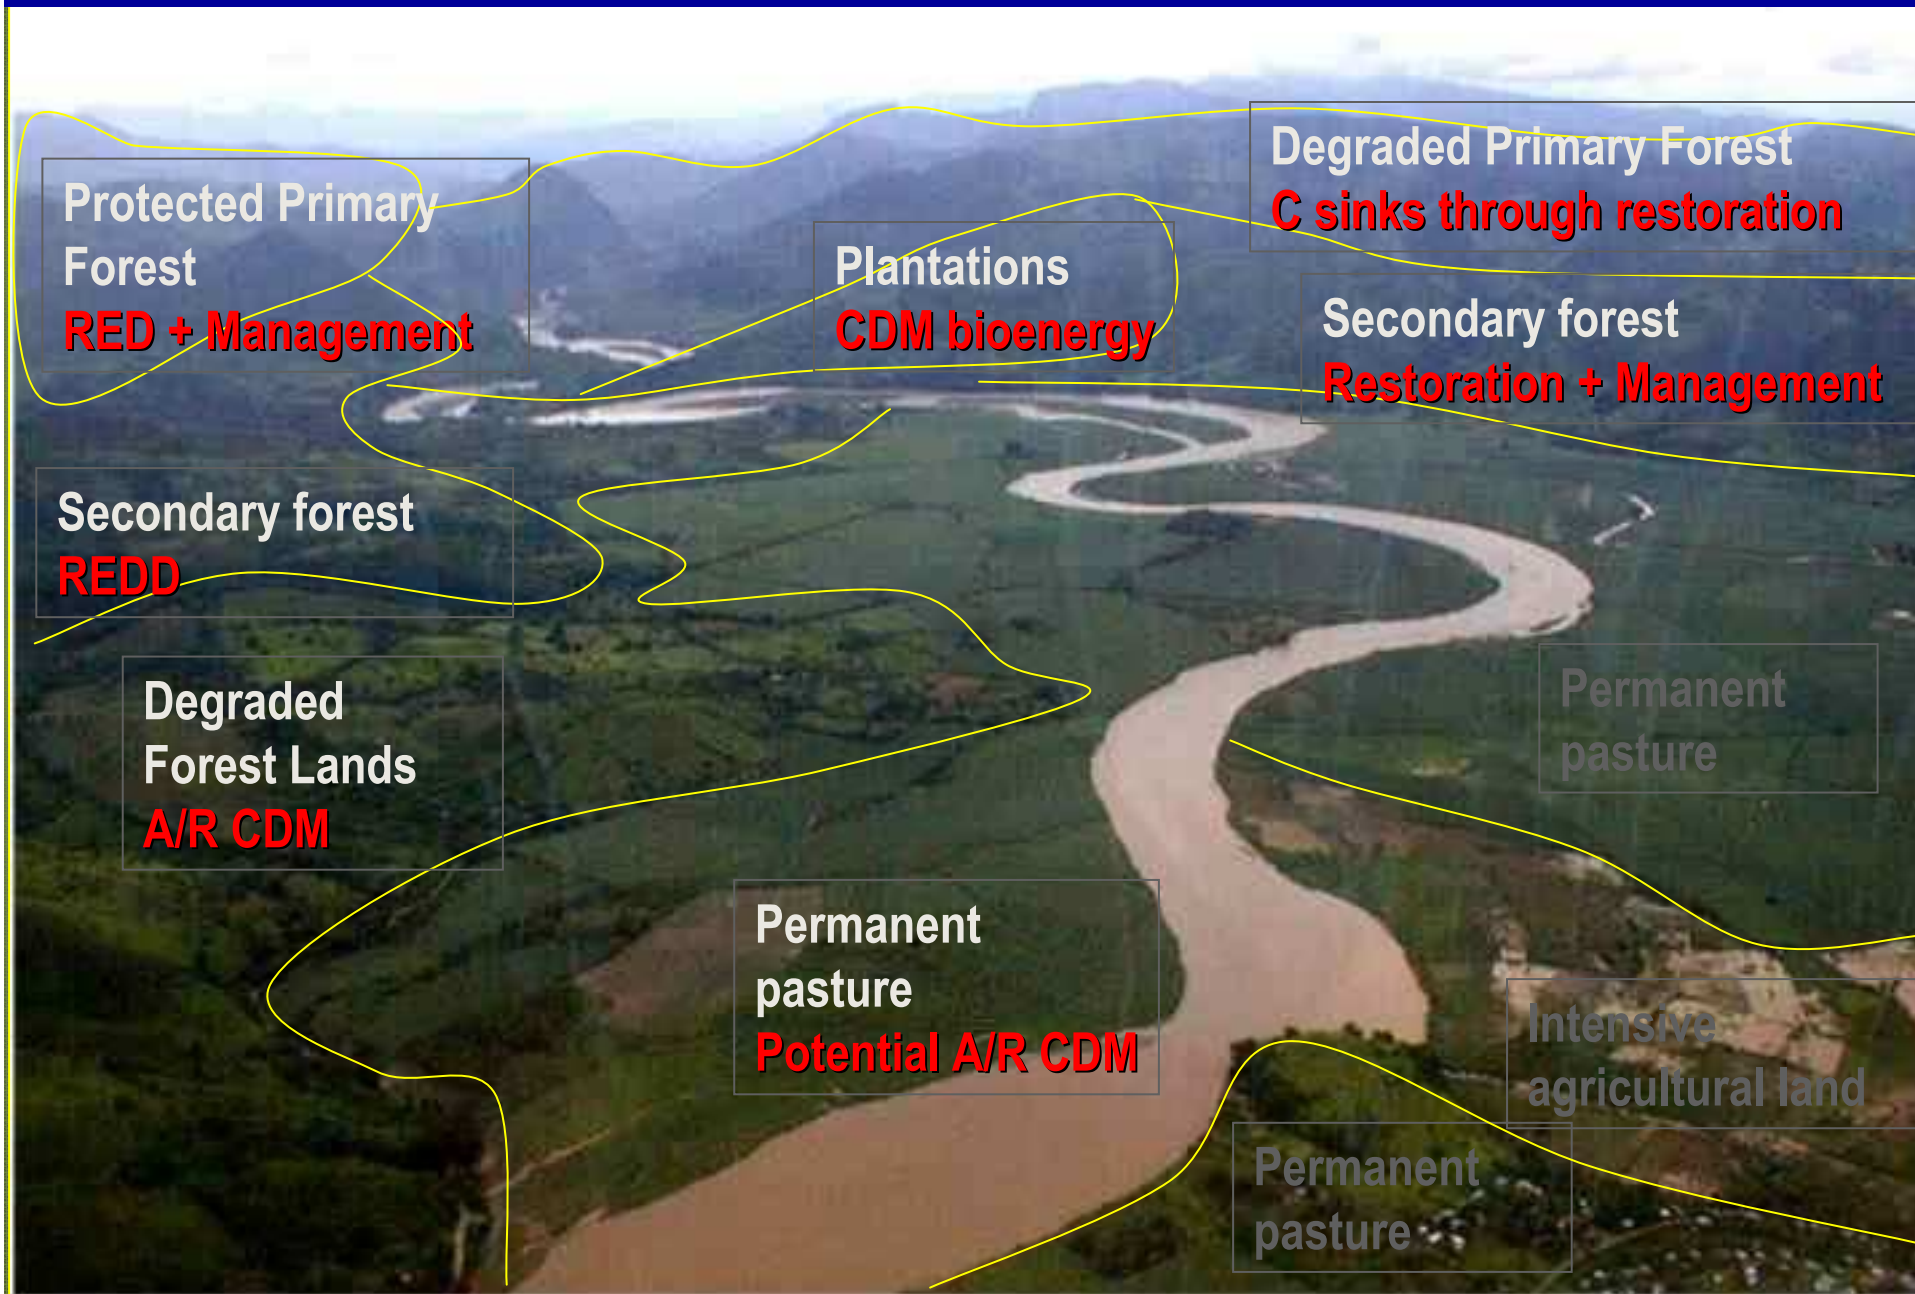 Protected Primary
Forest
RED + Management
Plantations
CDM bioenergy
Degraded Primary Forest
C sinks through restoration
Secondary forest
Restoration + Management
Secondary forest
REDD
Degraded
Forest Lands
A/R CDM
Permanent
pasture
Permanent
pasture
Potential A/R CDM
Intensive
agricultural land
Permanent
pasture